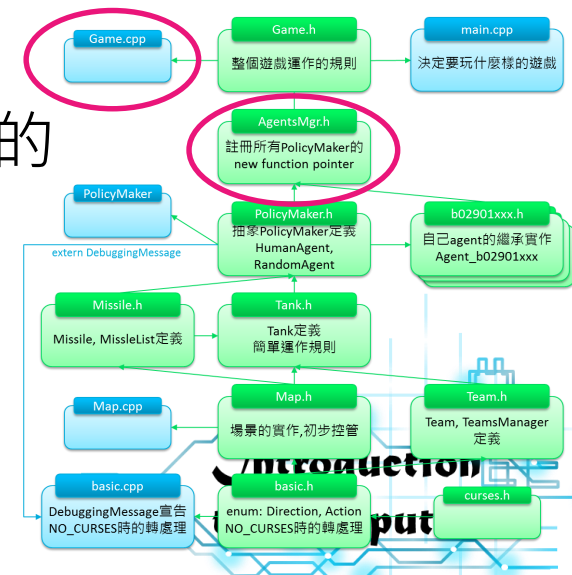 Game.cpp
Game.h
整個遊戲運作的規則
main.cpp
決定要玩什麼樣的遊戲
的
AgentsMgr.h
註冊所有PolicyMaker的
new function pointer
PolicyMaker
extern DebuggingMessage
PolicyMaker.h
抽象PolicyMaker定義
HumanAgent,
RandomAgent
b02901xxx.h
自己agent的繼承實作
Agent_b02901xxx
Missile.h
Missile, MissleList定義
Tank.h
Tank定義
簡單運作規則
Map.cpp
Map.h
場景的實作,初步控管
Team.h
Team, TeamsManager
定義
Introduction
basic.cpp
DebuggingMessage宣告
NO_CURSES時的轉處理
basic.h
enum: Direction, Action
NO_CURSES時的轉處理
curses.h